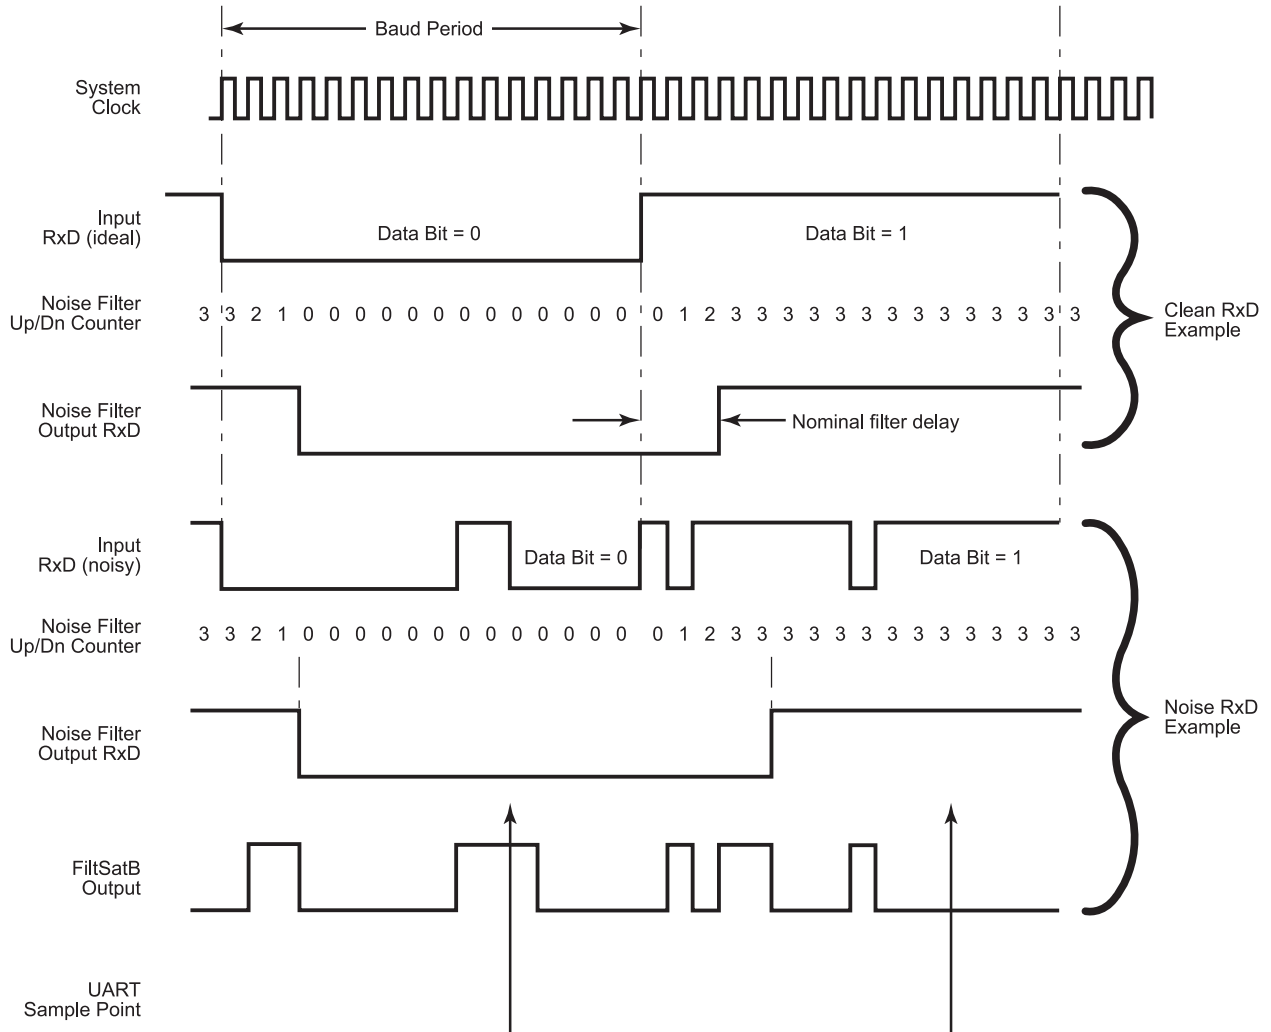 Baud Period
System
Clock
Input
RxD (ideal)
Data Bit = 0
Data Bit = 1
Noise Filter
Up/Dn Counter
3 3 2 1 0 0 0 0 0 0 0 0 0 0 0 0 0 0 1 2 3 3 3 3 3 3 3 3 3 3 3 3 3 3
Clean RxD
Example
Noise Filter
Output RxD
Nominal filter delay
Input
RxD (noisy)
Data Bit = 0
Data Bit = 1
Noise Filter
Up/Dn Counter
3 3 2 1 0 0 0 0 0 0 0 0 0 0 0 0 0 0 1 2 3 3 3 3 3 3 3 3 3 3 3 3 3 3
Noise Filter
Output RxD
Noise RxD
Example
FiltSatB
Output
UART
Sample Point